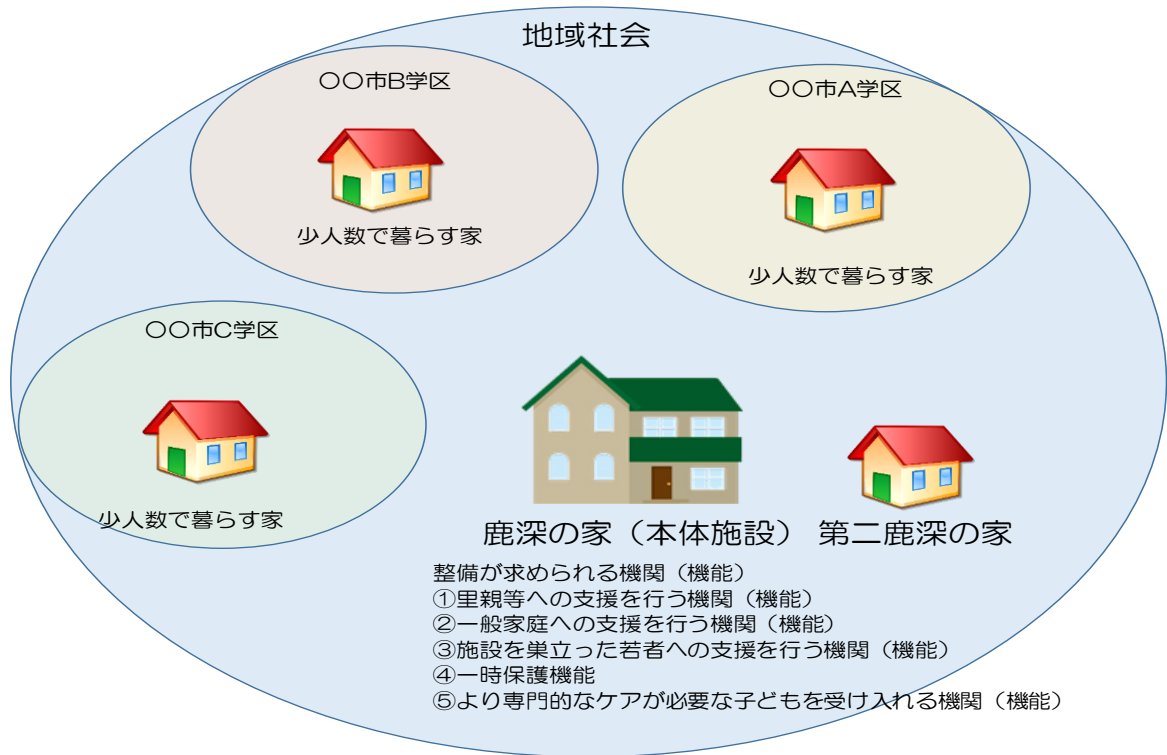 地域社会
〇〇市B学区
少人数で暮らす家
〇〇市A学区
少人数で暮らす家
〇〇市C学区
少人数で暮らす家
鹿深の家（本体施設）
第二鹿深の家
整備が求められる機関（機能）
①里親等への支援を行う機関（機能）
②一般家庭への支援を行う機関（機能）
③施設を巣立った若者への支援を行う機関（機能）
④一時保護機能
⑤より専門的なケアが必要な子どもを受け入れる機関（機能）